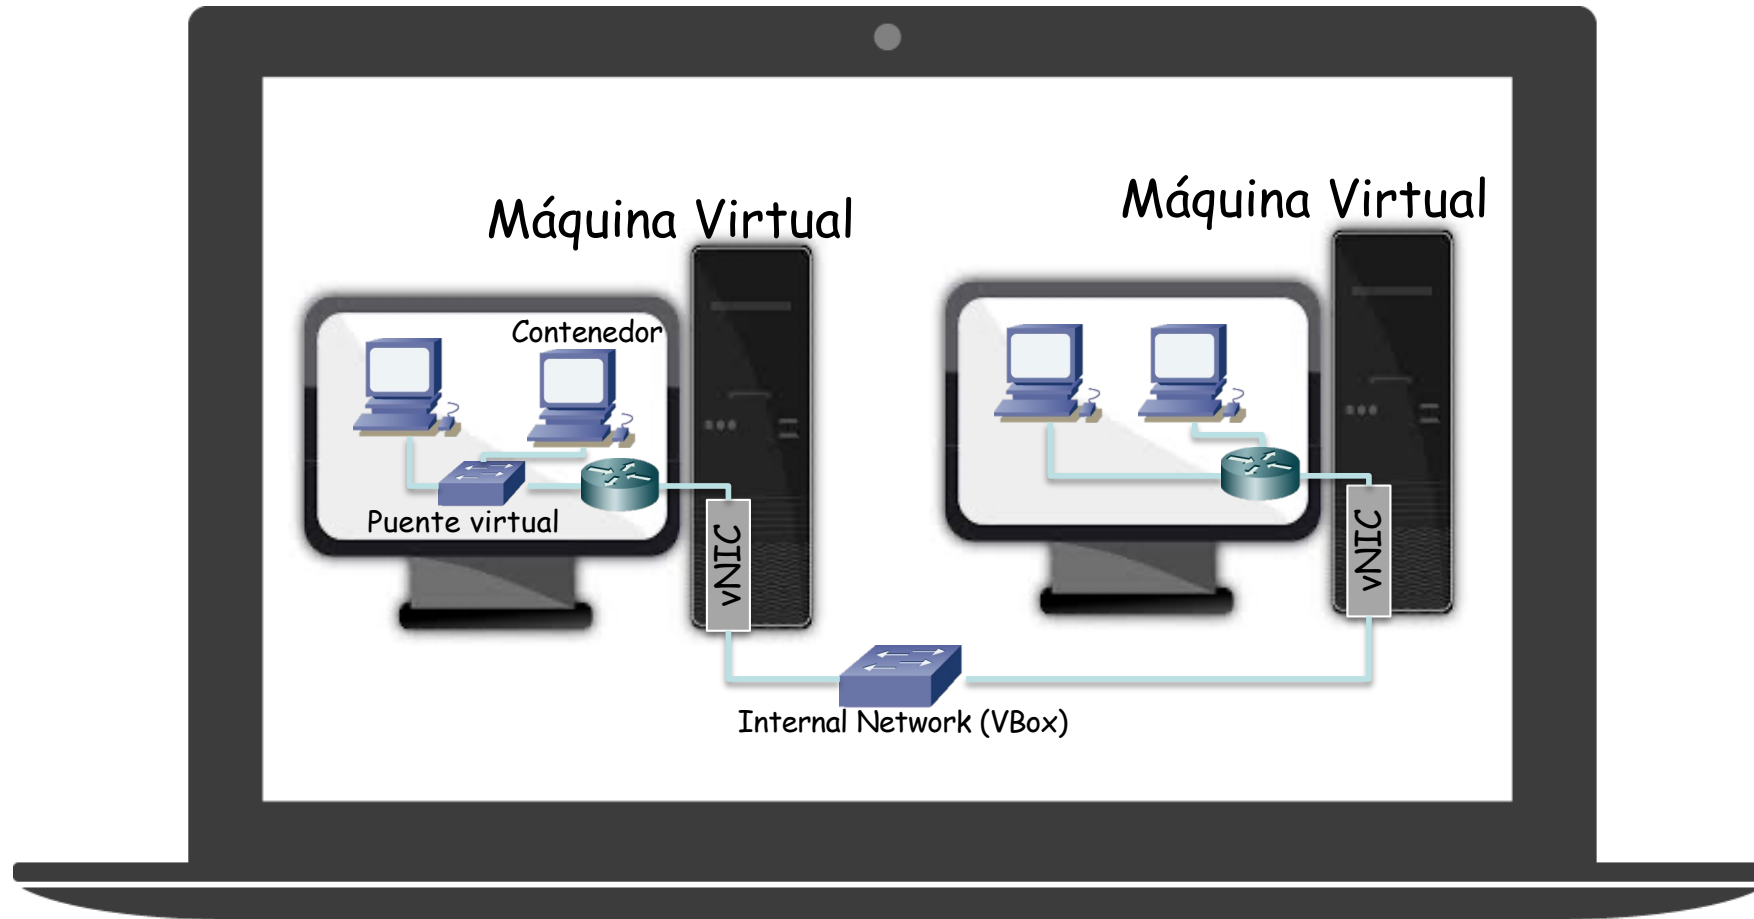 Máquina Virtual
Máquina Virtual
Contenedor
Puente virtual
vNIC
vNIC
Internal Network (VBox)